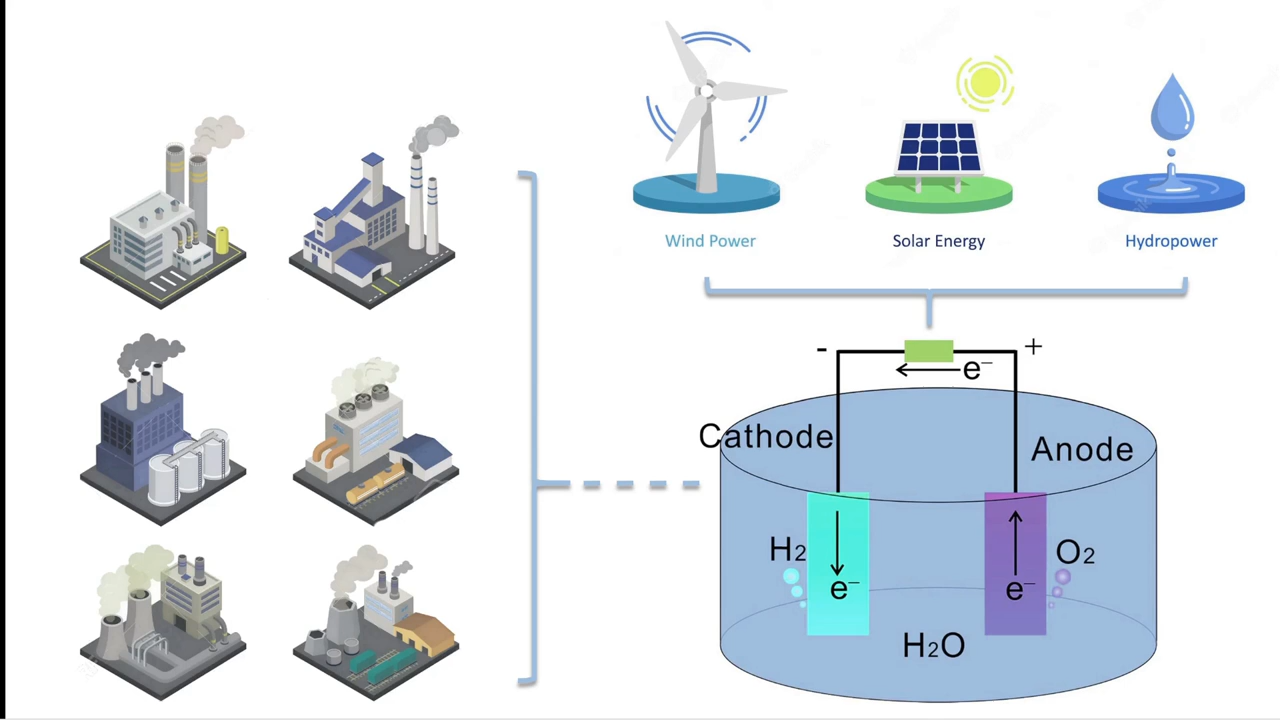 Wind Power
Solar Energy
Hydropower
- +
e⁻
Cathode
Anode
H₂
O₂
e⁻
e⁻
H₂O